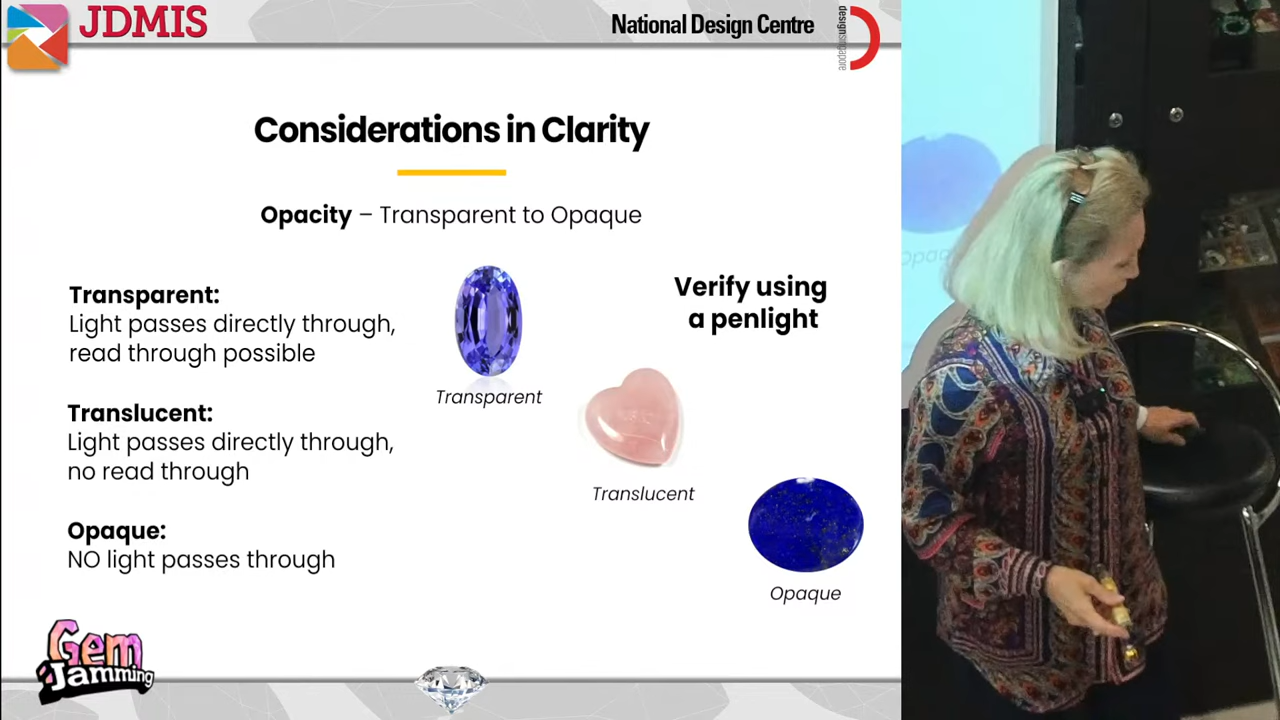 JDMIS
National Design Centre
designsingapore
Considerations in Clarity
Opacity – Transparent to Opaque
Transparent:
Light passes directly through,
read through possible
Translucent:
Light passes directly through,
no read through
Opaque:
NO light passes through
Verify using
a penlight
Transparent
Translucent
Opaque
Gem
Jamming
Opaq